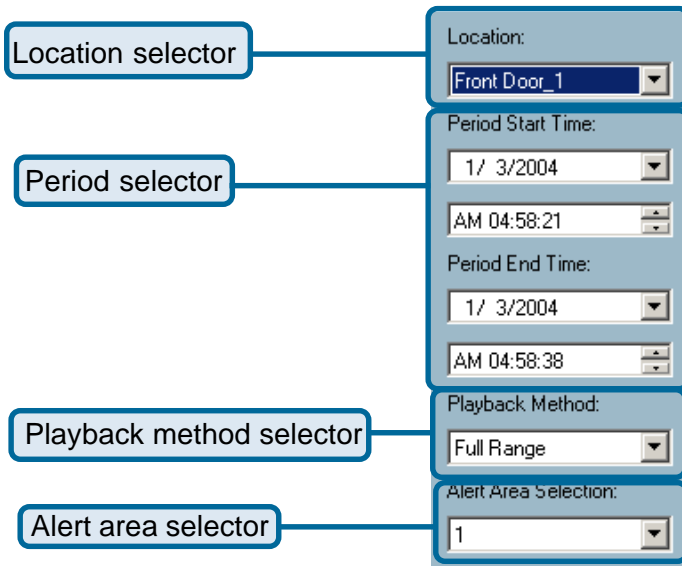 Location selector
Location:
Front Door_1
Period selector
Period Start Time:
1/ 3/2004
AM 04:58:21
Period End Time:
1/ 3/2004
AM 04:58:38
Playback method selector
Playback Method:
Full Range
Alert area selector
Alert Area Selection:
1